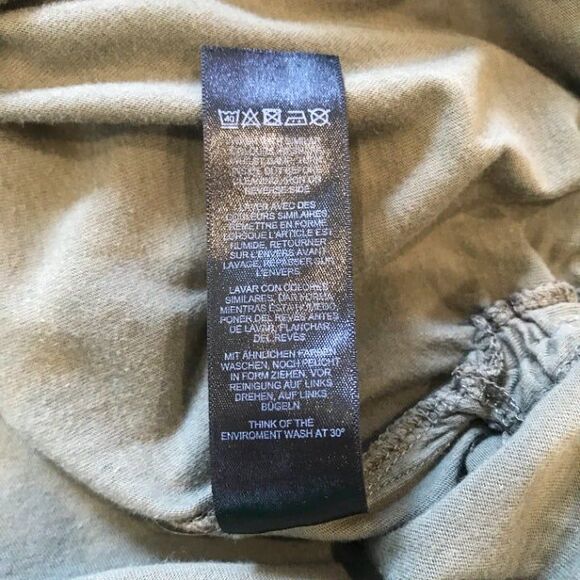 40
REVERSE SIDE
LAVER AVEC DES
COULEURS SIMILAIRES
REMETTRE EN FORME
LORSQUE L'ARTICLE EST
HUMIDE, RETOURNER
SUR L'ENVERS AVANT
LAVAGE, REPASSER SUR
L'ENVERS
LAVAR CON COLORES
SIMILARES, DAR FORMA
MIENTRAS ESTA HUMEDO
PONER DEL REVES ANTES
DE LAVAR, PLANCHAR
DEL REVES
MIT ÄHNLICHEN FARBEN
WASCHEN, NOCH FEUCHT
IN FORM ZIEHEN, VOR
REINIGUNG AUF LINKS
DREHEN, AUF LINKS
BÜGELN
THINK OF THE
ENVIROMENT WASH AT 30°